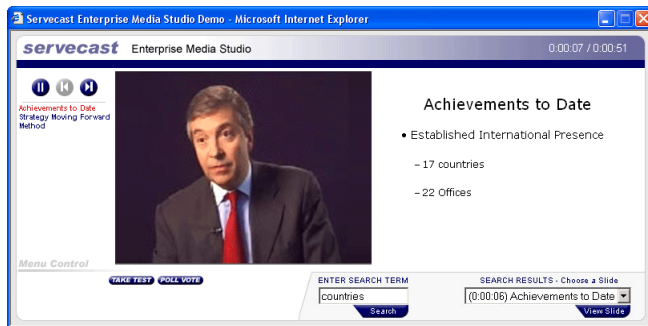 Servecast Enterprise Media Studio Demo - Microsoft Internet Explorer
servecast Enterprise Media Studio 0:00:07 / 0:00:51
Achievements to Date
Strategy Moving Forward
Method
Achievements to Date
• Established International Presence
– 17 countries
– 22 Offices
Menu Control
TAKE TEST POLL VOTE
ENTER SEARCH TERM
countries
Search
SEARCH RESULTS - Choose a Slide
(0:00:06) Achievements to Date
View Slide